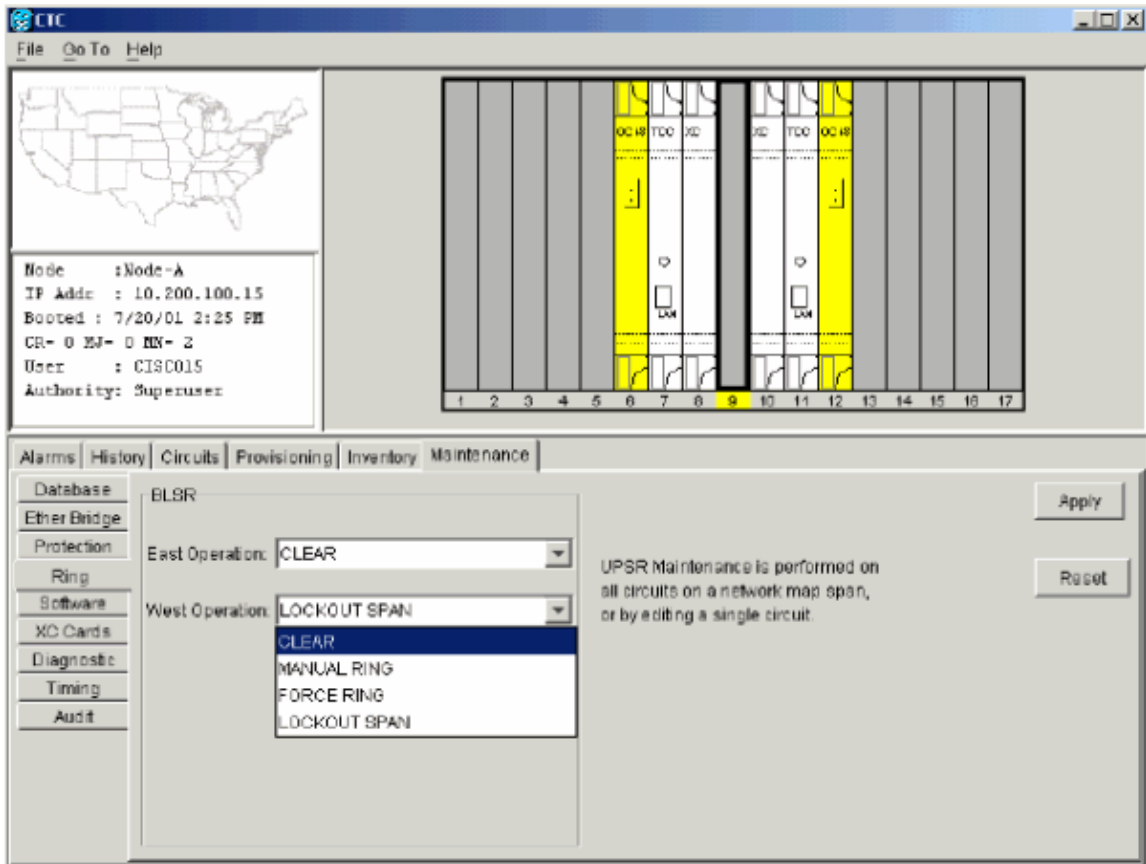 CTC
File Go To Help
OC48 TCC XC XC TCC OC48
LAN LAN
1 2 3 4 5 6 7 8 9 10 11 12 13 14 15 16 17
Node :Node-A
IP Addr : 10.200.100.15
Booted : 7/20/01 2:25 PM
CR- 0 MJ- 0 MN- 2
User : CISCO15
Authority: Superuser
Alarms History Circuits Provisioning Inventory Maintenance
Database
Ether Bridge
Protection
Ring
Software
XC Cards
Diagnostic
Timing
Audit
BLSR
East Operation: CLEAR
West Operation: LOCKOUT SPAN
CLEAR
MANUAL RING
FORCE RING
LOCKOUT SPAN
UPSR Maintenance is performed on
all circuits on a network map span,
or by editing a single circuit.
Apply
Reset